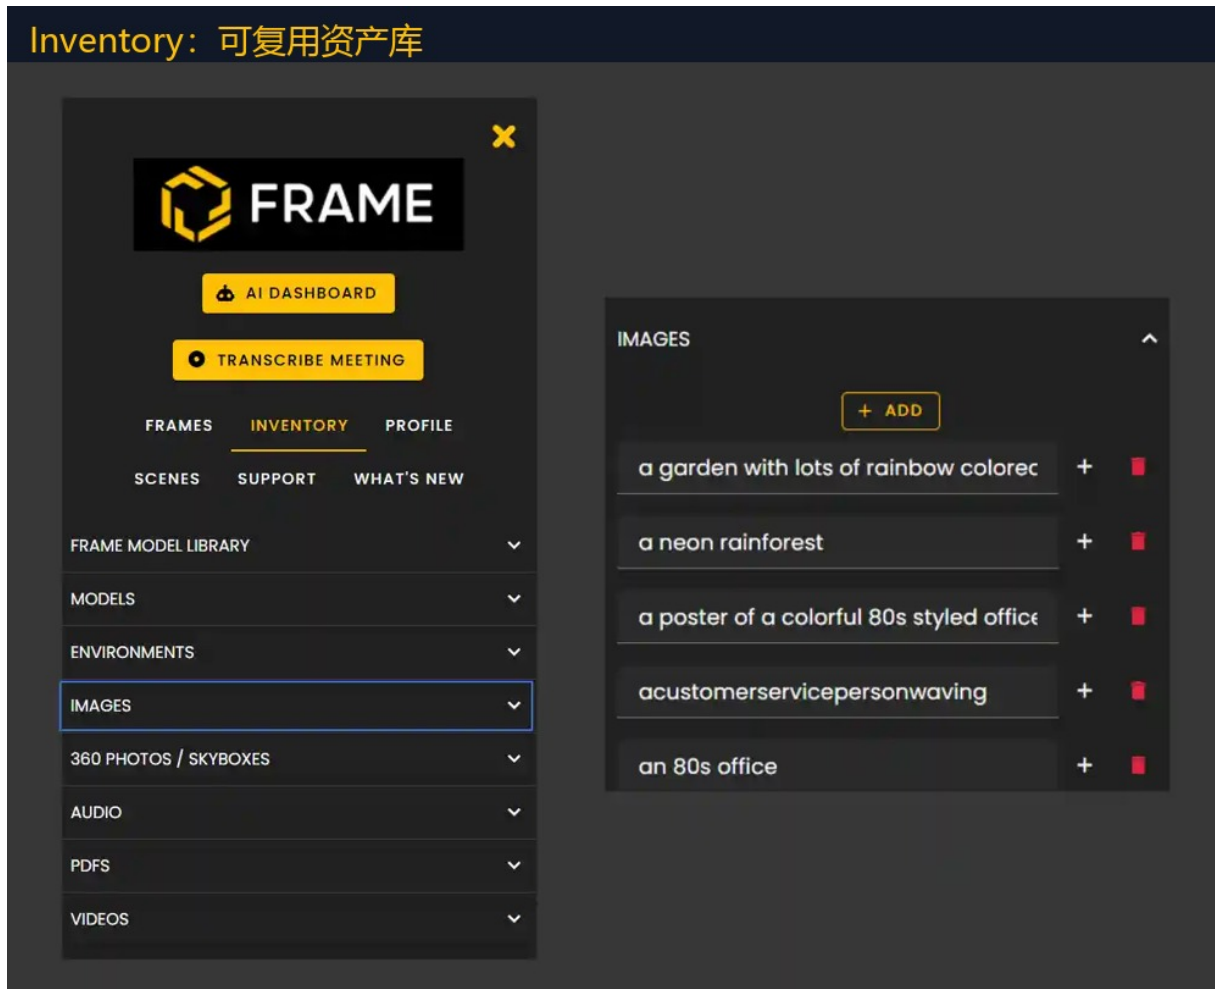 Inventory：可复用资产库
FRAME
AI DASHBOARD
TRANSCRIBE MEETING
FRAMES INVENTORY PROFILE
SCENES SUPPORT WHAT'S NEW
FRAME MODEL LIBRARY
MODELS
ENVIRONMENTS
IMAGES
360 PHOTOS / SKYBOXES
AUDIO
PDFS
VIDEOS
IMAGES
+ ADD
a garden with lots of rainbow colored
a neon rainforest
a poster of a colorful 80s styled office
acustomerservicepersonwaving
an 80s office